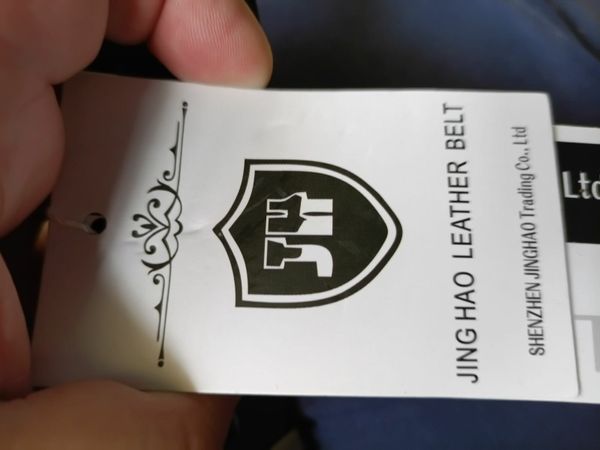 JH
JING HAO LEATHER BELT
SHENZHEN JINGHAO Trading Co., Ltd
Ltd